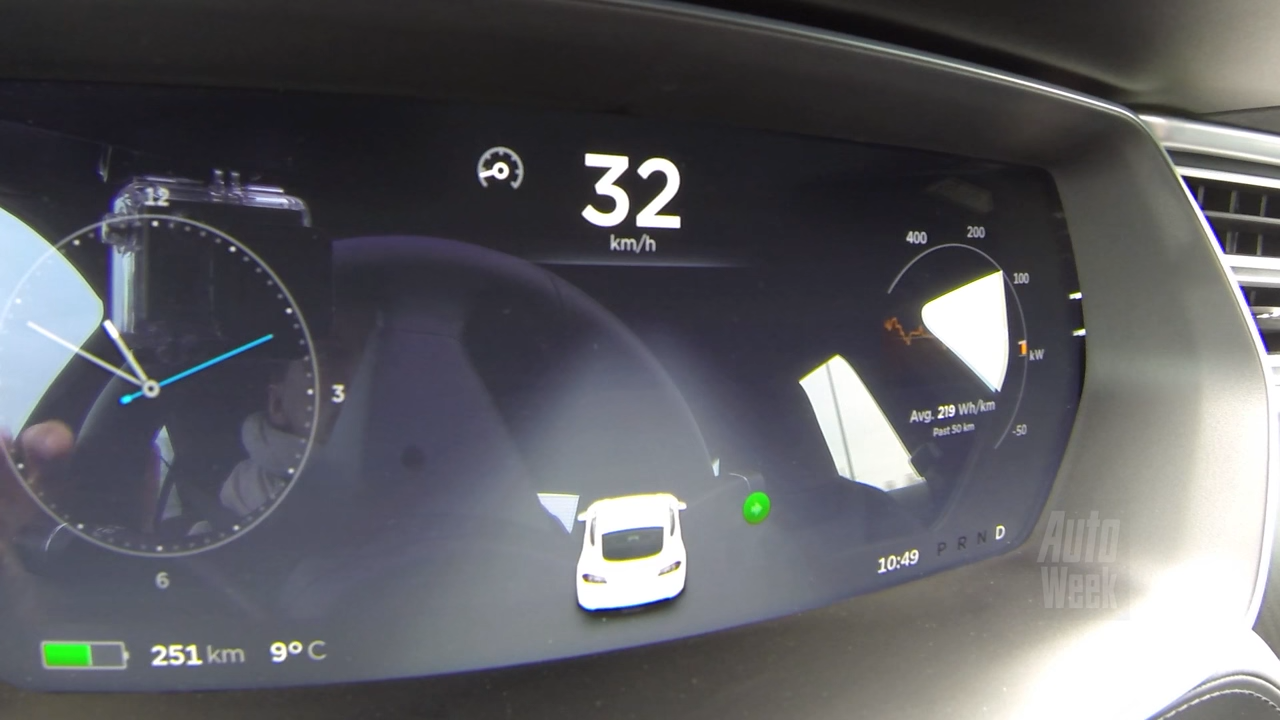 12
3
6
32
km/h
400
200
100
kW
-50
Avg. 219 Wh/km
Past 50 km
10:49
P R N D
251 km
9° C
Auto
Week